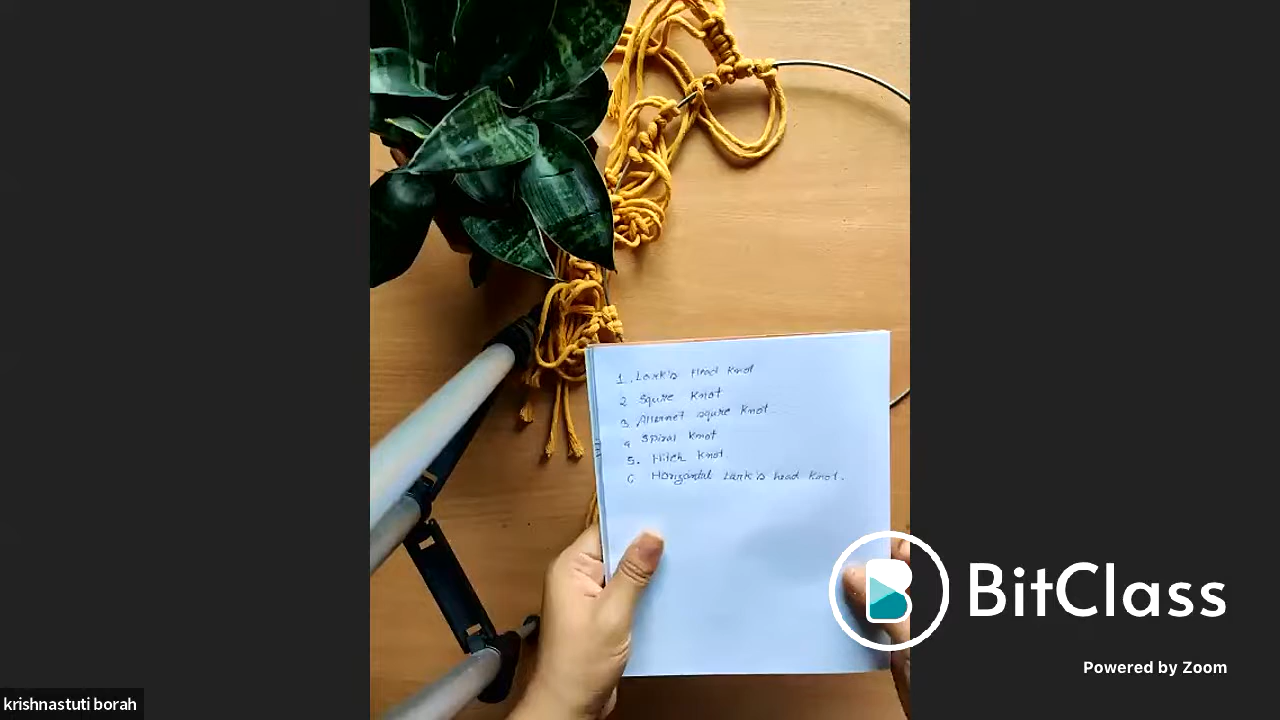 1. Lark's Head Knot
2 Squre Knot
3. Alternet squre Knot
4 Spiral Knot
5. Hitch Knot.
6 Horizontal Lark's head Knot.
BitClass
Powered by Zoom
krishnastuti borah